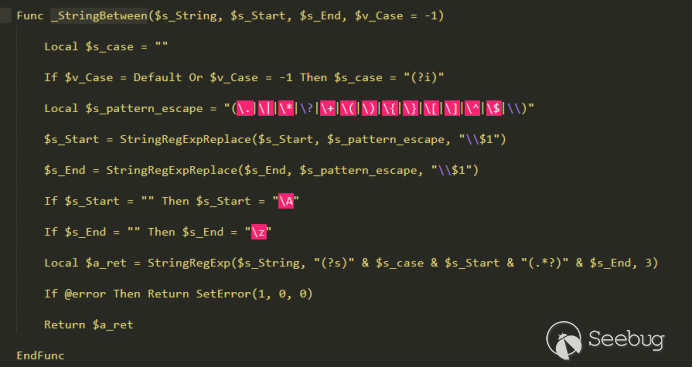 Func _StringBetween($s_String, $s_Start, $s_End, $v_Case = -1)
Local $s_case = ""
If $v_Case = Default Or $v_Case = -1 Then $s_case = "(?i)"
Local $s_pattern_escape = "(\.|\||\*|\?|\+|\(|\)|\{|\}|\[|\]|\^|\$|\\)"
$s_Start = StringRegExpReplace($s_Start, $s_pattern_escape, "\\$1")
$s_End = StringRegExpReplace($s_End, $s_pattern_escape, "\\$1")
If $s_Start = "" Then $s_Start = "\A"
If $s_End = "" Then $s_End = "\z"
Local $a_ret = StringRegExp($s_String, "(?s)" & $s_case & $s_Start & "(.*?)" & $s_End, 3)
If @error Then Return SetError(1, 0, 0)
Return $a_ret
EndFunc
Seebug